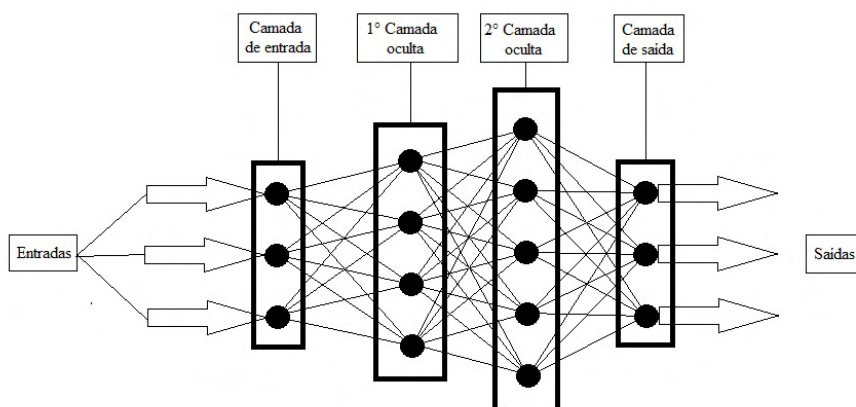 Camada
de entrada
1° Camada
oculta
2° Camada
oculta
Camada
de saída
Entradas
Saídas